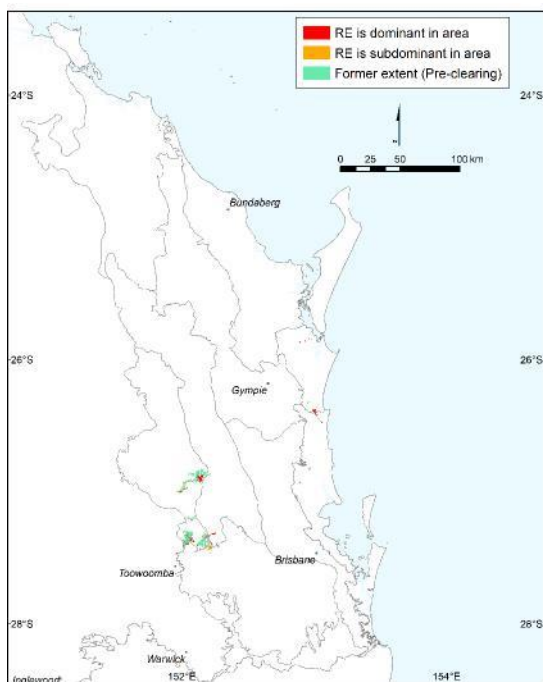 RE is dominant in area
RE is subdominant in area
Former extent (Pre-clearing)
24°S
24°S
0 25 50 100 km
Bundaberg
26°S
26°S
Gympie
Toowoomba
Brisbane
28°S
28°S
Warwick
Inglewood
152°E
154°E